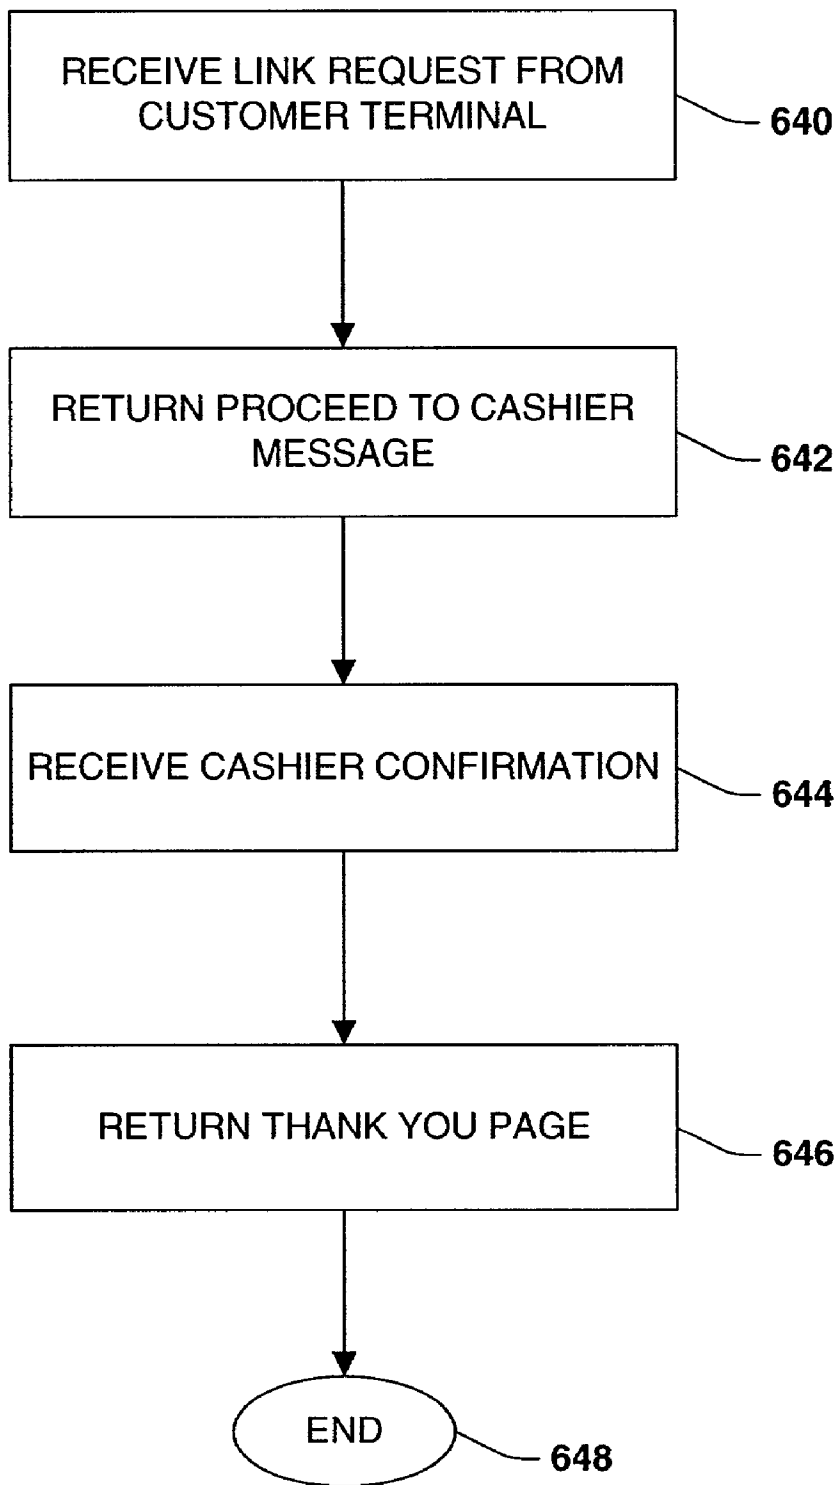 RECEIVE LINK REQUEST FROM
CUSTOMER TERMINAL
640
RETURN PROCEED TO CASHIER
MESSAGE
642
RECEIVE CASHIER CONFIRMATION
644
RETURN THANK YOU PAGE
646
END
648